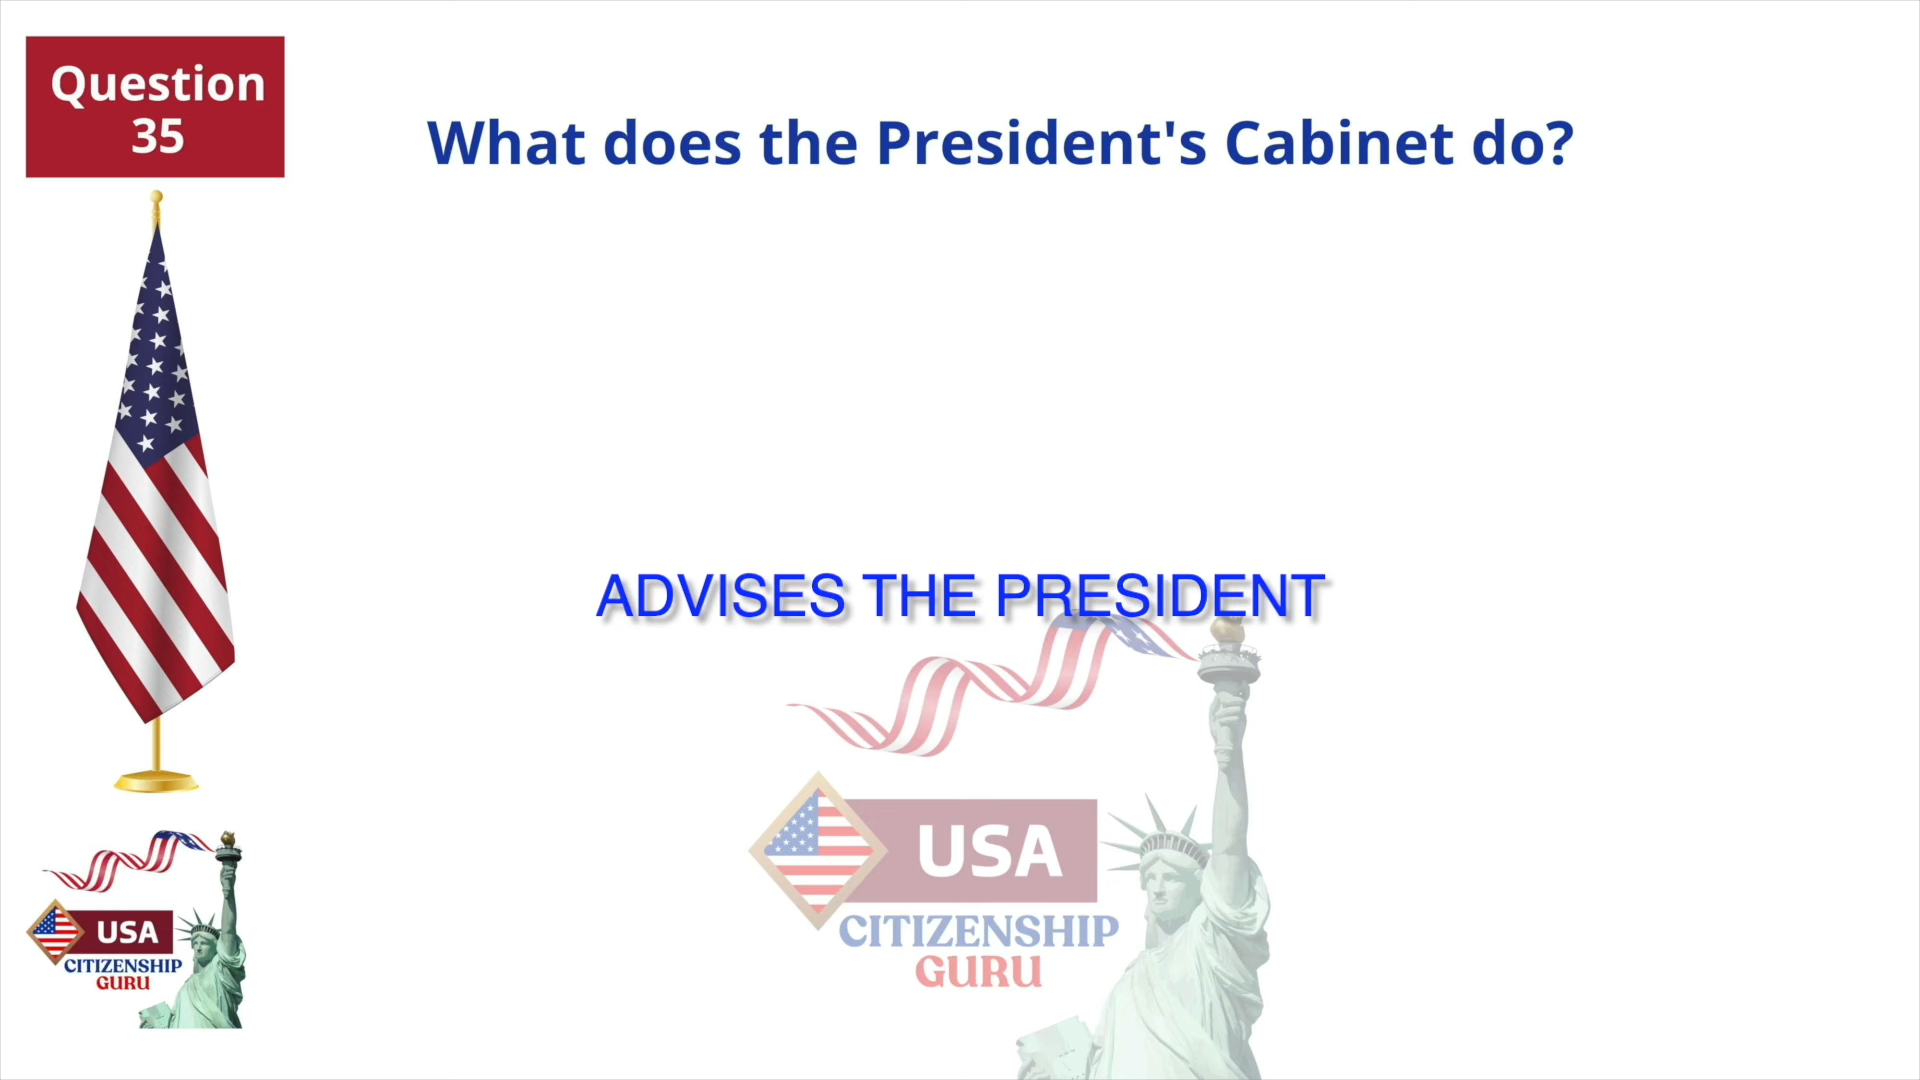 Question
35
What does the President's Cabinet do?
ADVISES THE PRESIDENT
USA
CITIZENSHIP
GURU
USA
CITIZENSHIP
GURU